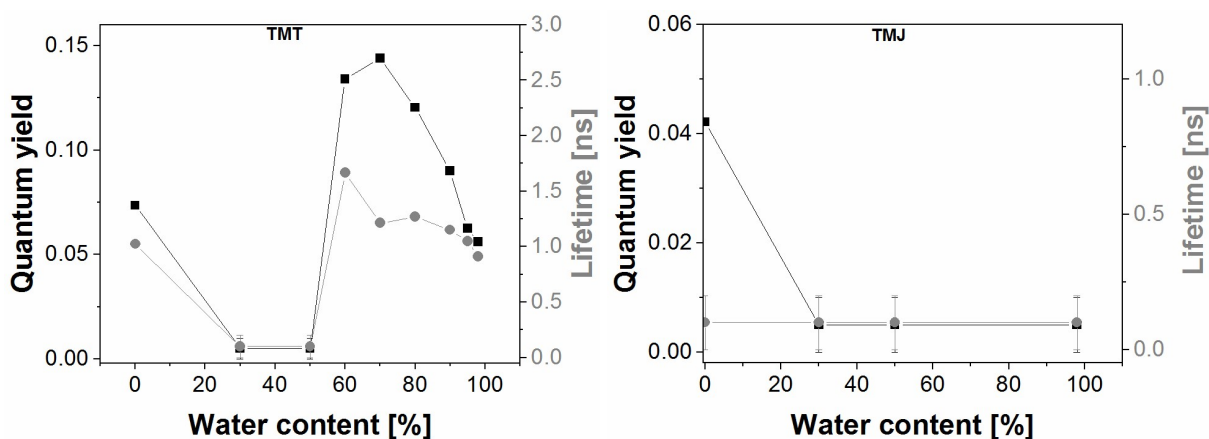 TMT
Quantum yield
0.15
0.10
0.05
0.00
3.0
2.5
2.0
1.5
1.0
0.5
0.0
Lifetime [ns]
0 20 40 60 80 100
Water content [%]
TMJ
Quantum yield
0.06
0.04
0.02
0.00
1.0
0.5
0.0
Lifetime [ns]
0 20 40 60 80 100
Water content [%]